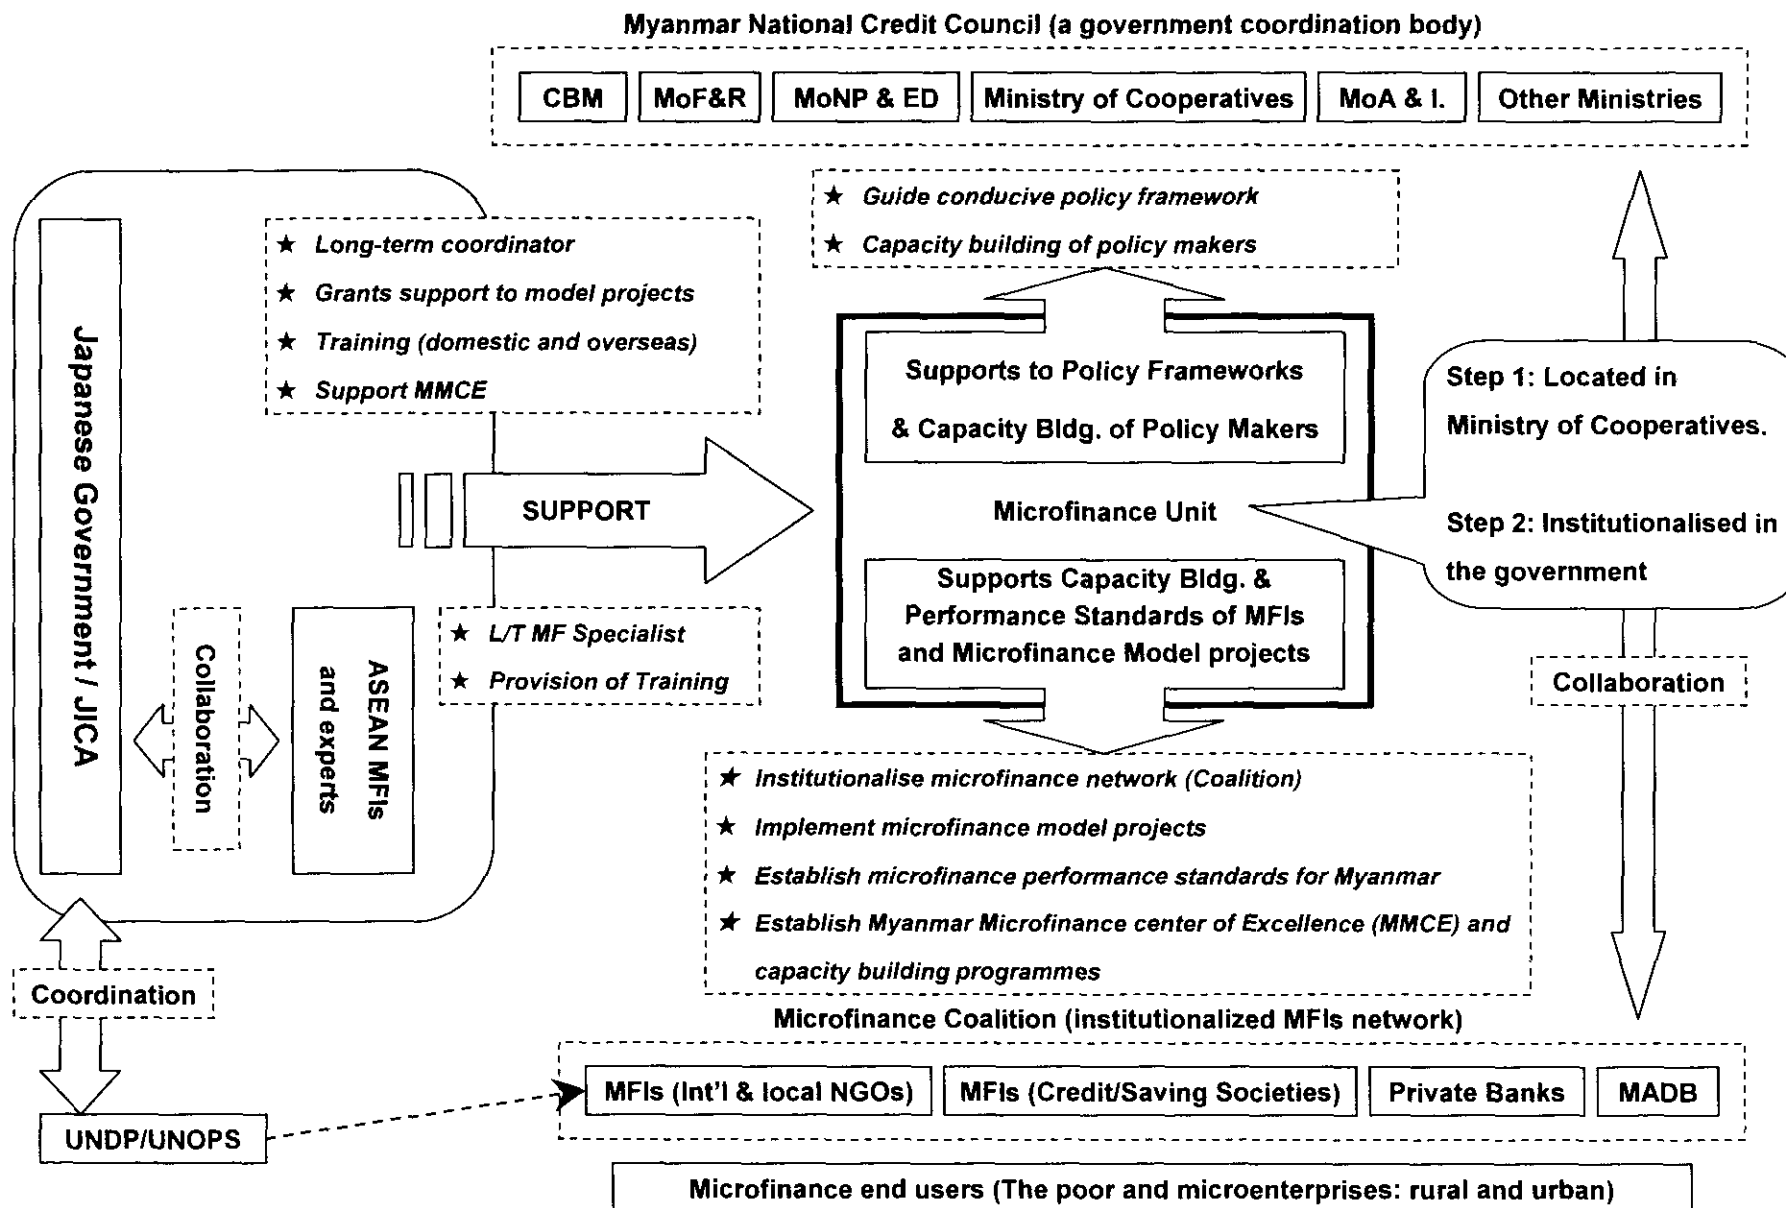 Myanmar National Credit Council (a government coordination body)
CBM
MoF&R
MoNP & ED
Ministry of Cooperatives
MoA & I.
Other Ministries
★ Guide conducive policy framework
★ Capacity building of policy makers
★ Long-term coordinator
★ Grants support to model projects
★ Training (domestic and overseas)
★ Support MMCE
Japanese Government / JICA
Collaboration
ASEAN MFIs
and experts
SUPPORT
★ L/T MF Specialist
★ Provision of Training
Supports to Policy Frameworks
& Capacity Bldg. of Policy Makers
Microfinance Unit
Supports Capacity Bldg. &
Performance Standards of MFIs
and Microfinance Model projects
Step 1: Located in
Ministry of Cooperatives.
Step 2: Institutionalised in
the government
Collaboration
★ Institutionalise microfinance network (Coalition)
★ Implement microfinance model projects
★ Establish microfinance performance standards for Myanmar
★ Establish Myanmar Microfinance center of Excellence (MMCE) and
capacity building programmes
Coordination
UNDP/UNOPS
Microfinance Coalition (institutionalized MFIs network)
MFIs (Int'l & local NGOs)
MFIs (Credit/Saving Societies)
Private Banks
MADB
Microfinance end users (The poor and microenterprises: rural and urban)